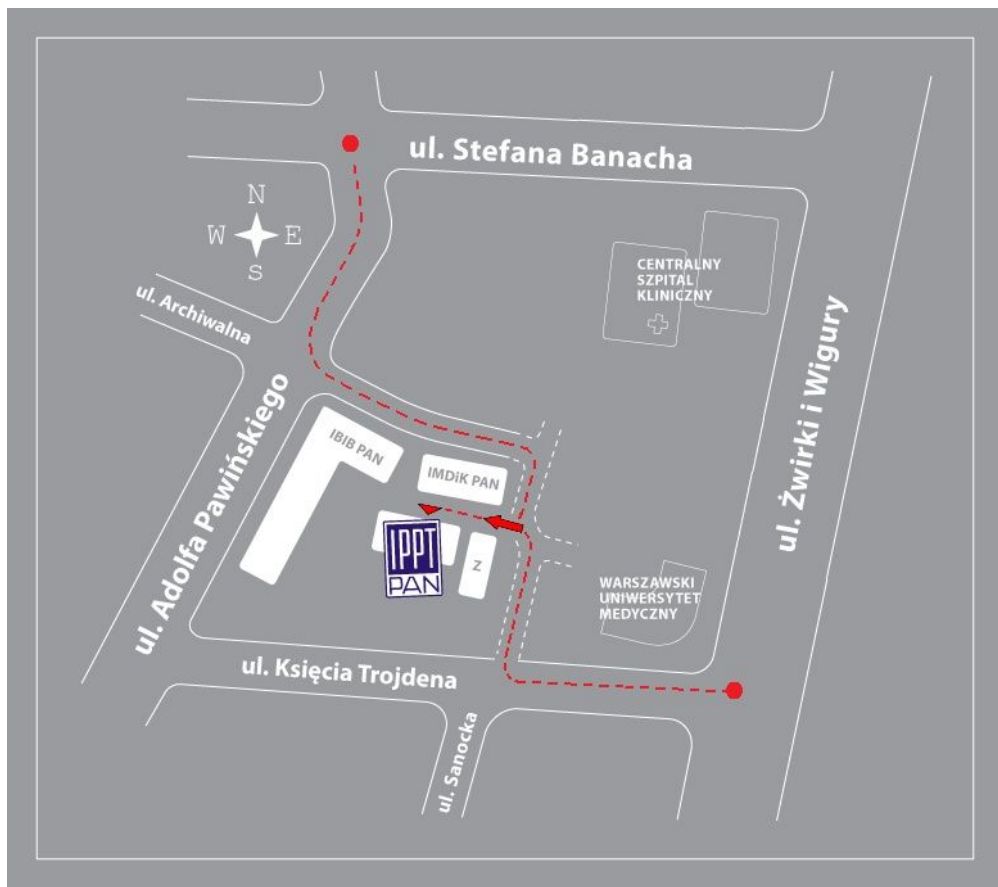 ul. Stefana Banacha
N
W E
S
CENTRALNY
SZPITAL
KLINICZNY
ul. Archiwalna
ul. Żwirki i Wigury
ul. Adolfa Pawińskiego
IBIB PAN
IMDiK PAN
IPPT
PAN
Z
WARSZAWSKI
UNIWERSYTET
MEDYCZNY
ul. Księcia Trojdena
ul. Sanocka